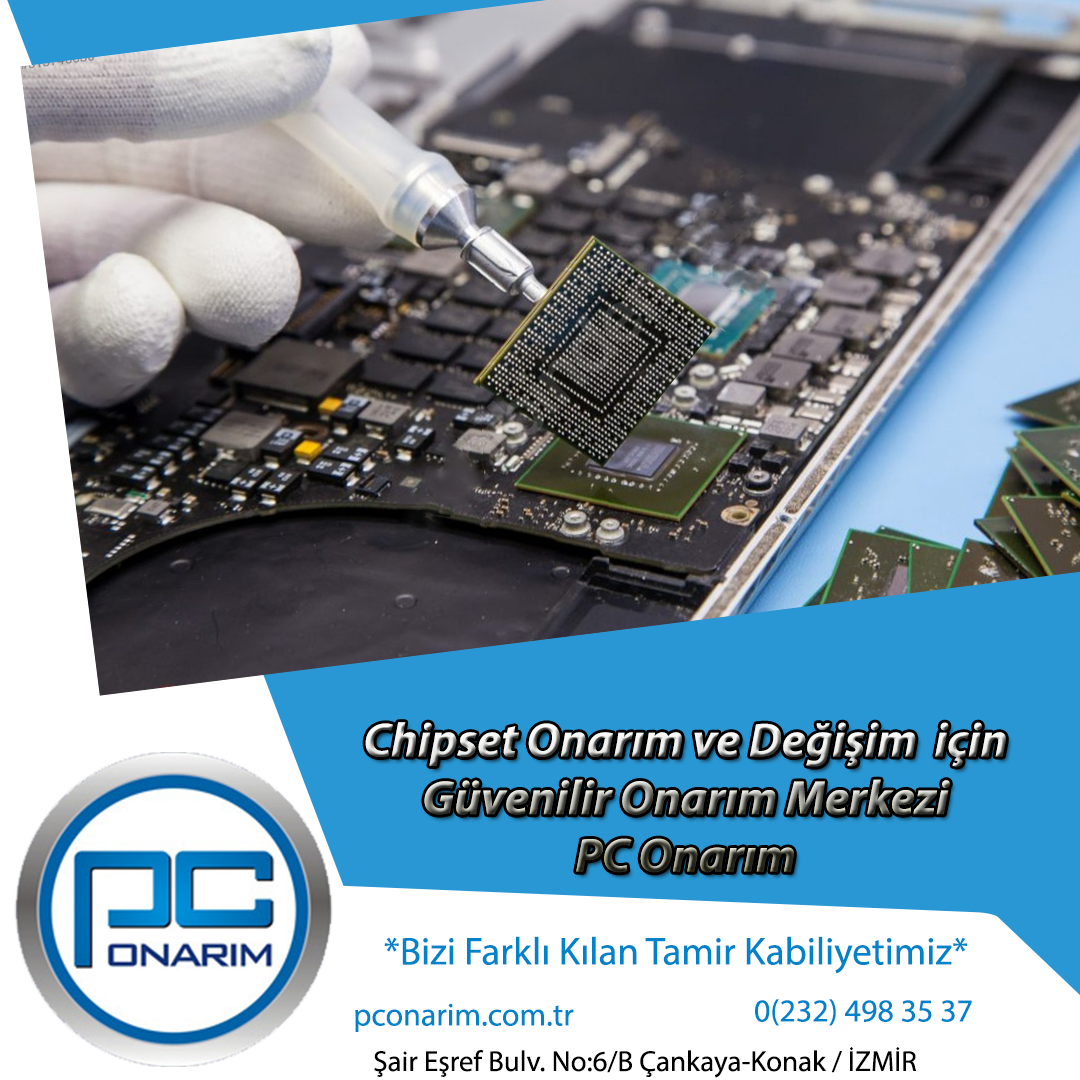 Chipset Onarım ve Değişim için
Güvenilir Onarım Merkezi
PC Onarım
PC
ONARIM
*Bizi Farklı Kılan Tamir Kabiliyetimiz*
pconarim.com.tr
0(232) 498 35 37
Şair Eşref Bulv. No:6/B Çankaya-Konak / İZMİR